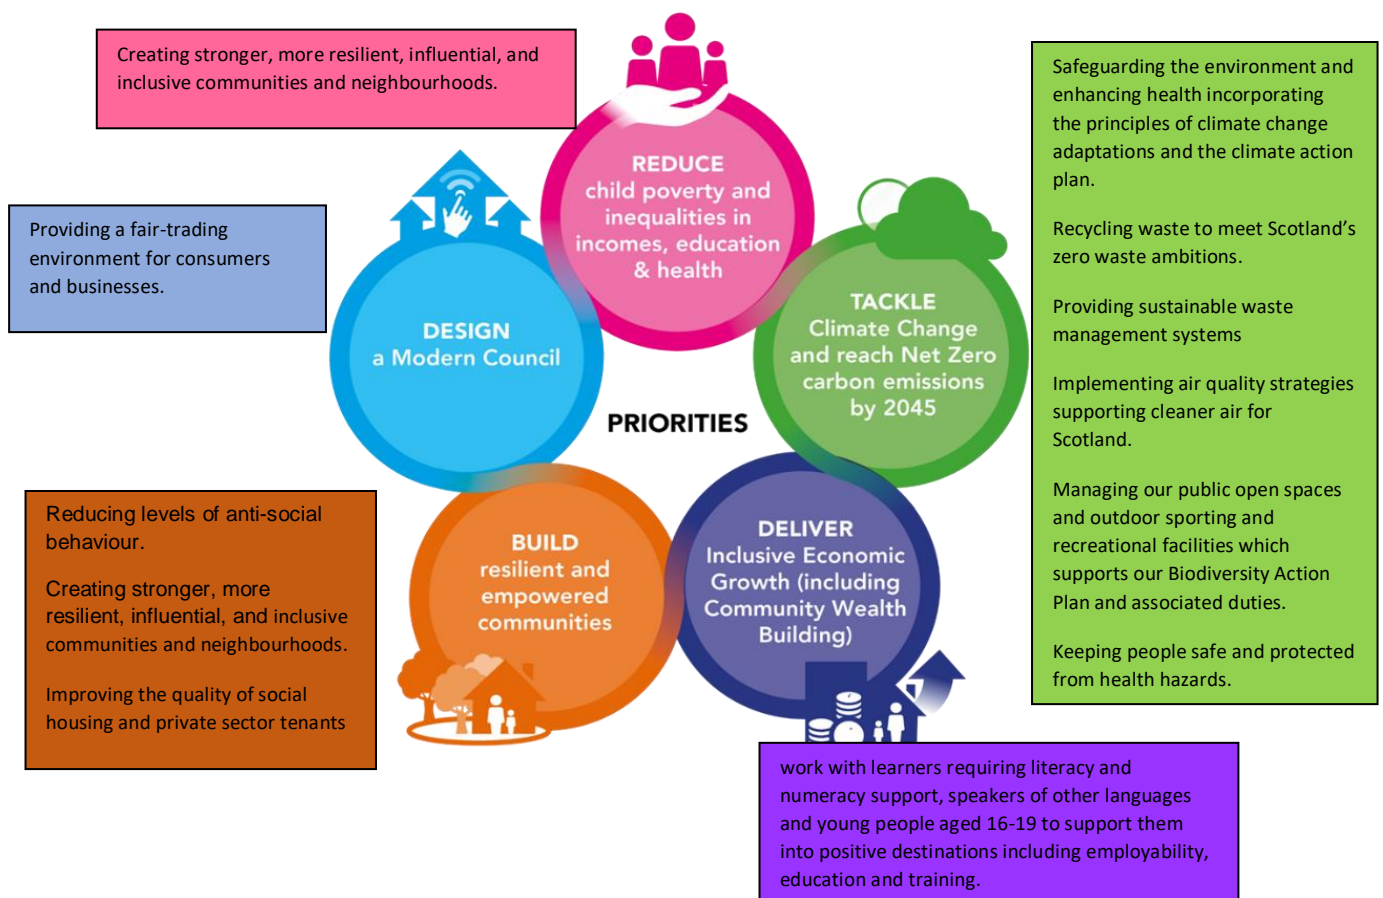 Creating stronger, more resilient, influential, and
inclusive communities and neighbourhoods.
REDUCE
child poverty and
inequalities in
incomes, education
& health
Safeguarding the environment and
enhancing health incorporating
the principles of climate change
adaptations and the climate action
plan.
Recycling waste to meet Scotland’s
zero waste ambitions.
Providing sustainable waste
management systems
Implementing air quality strategies
supporting cleaner air for
Scotland.
Managing our public open spaces
and outdoor sporting and
recreational facilities which
supports our Biodiversity Action
Plan and associated duties.
Keeping people safe and protected
from health hazards.
Providing a fair-trading
environment for consumers
and businesses.
DESIGN
a Modern Council
TACKLE
Climate Change
and reach Net Zero
carbon emissions
by 2045
PRIORITIES
Reducing levels of anti-social
behaviour.
Creating stronger, more
resilient, influential, and inclusive
communities and neighbourhoods.
Improving the quality of social
housing and private sector tenants
BUILD
resilient and
empowered
communities
DELIVER
Inclusive Economic
Growth (including
Community Wealth
Building)
work with learners requiring literacy and
numeracy support, speakers of other languages
and young people aged 16-19 to support them
into positive destinations including employability,
education and training.